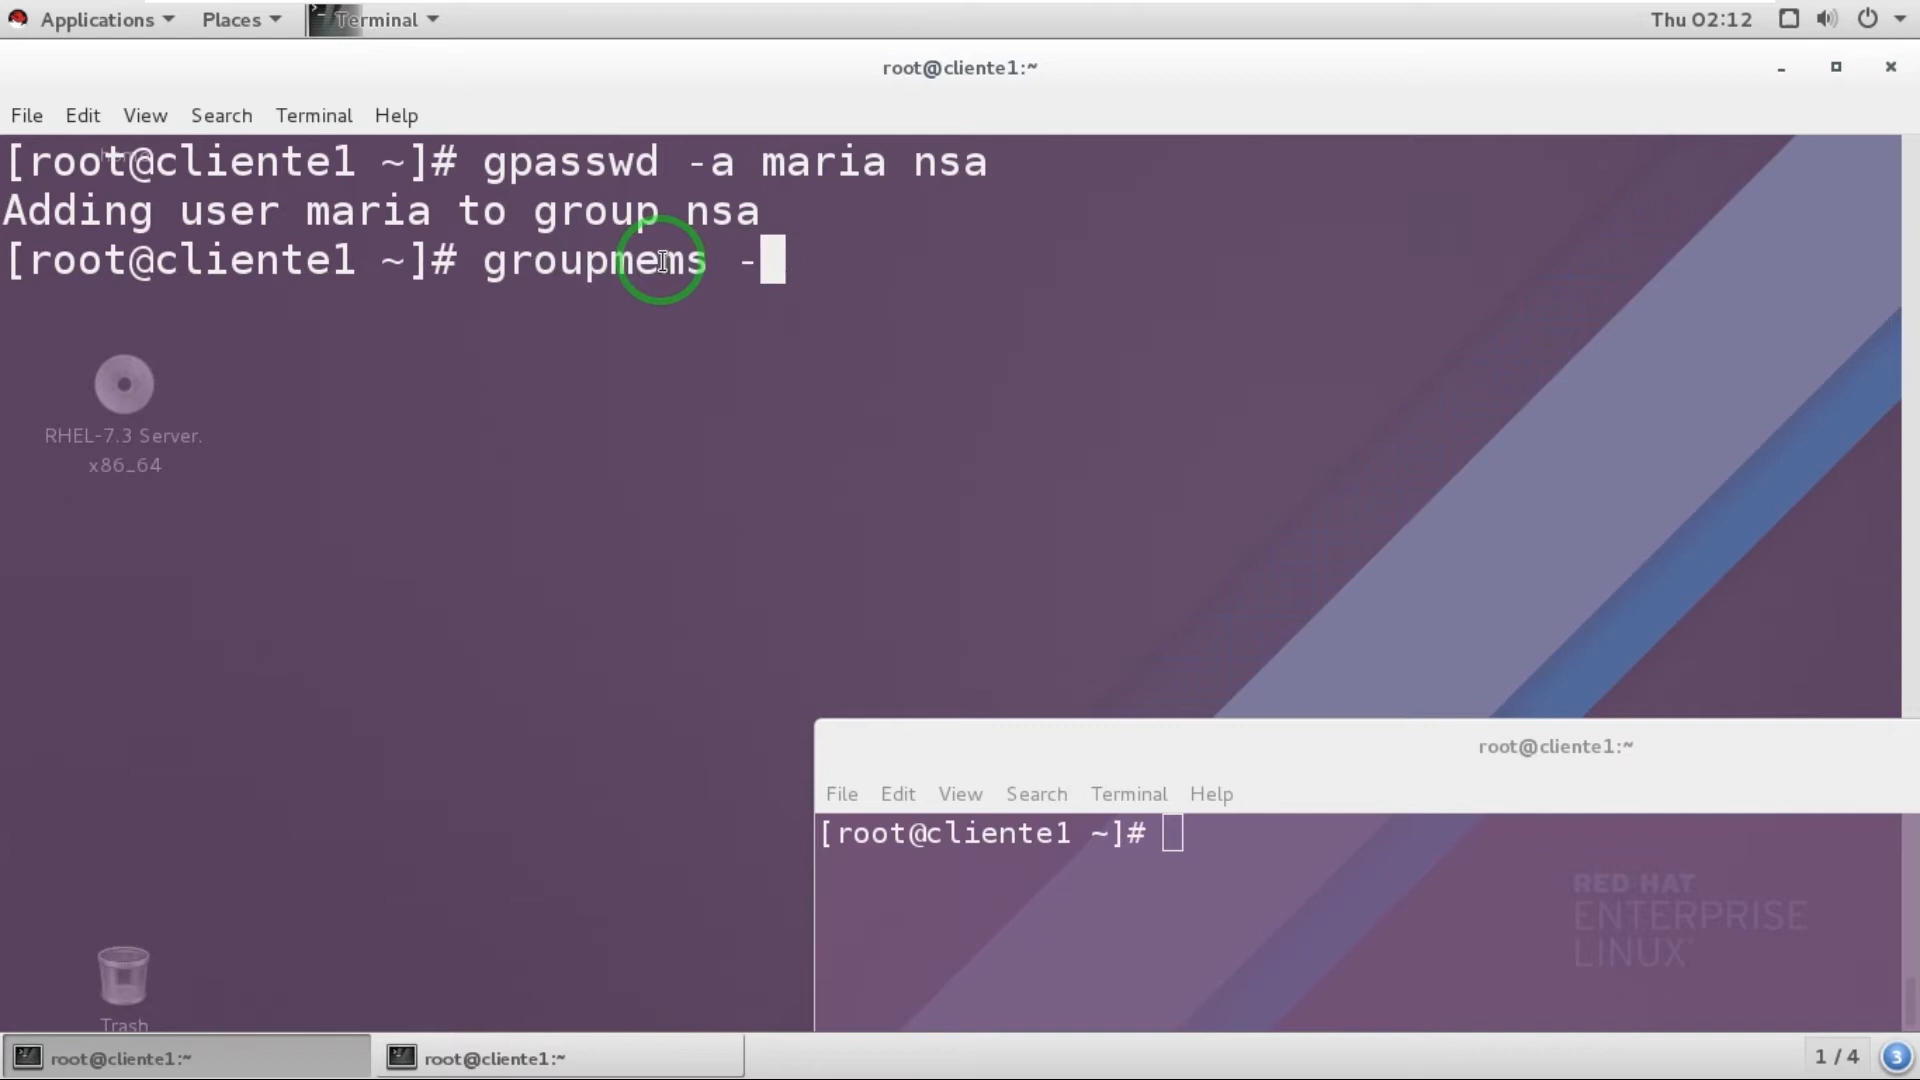 Applications Places Terminal Thu 02:12
root@cliente1:~
File Edit View Search Terminal Help
[root@cliente1 ~]# gpasswd -a maria nsa
Adding user maria to group nsa
[root@cliente1 ~]# groupmems -
RHEL-7.3 Server.
x86_64
root@cliente1:~
File Edit View Search Terminal Help
[root@cliente1 ~]#
RED HAT
ENTERPRISE
LINUX
Trash
root@cliente1:~ root@cliente1:~ 1 / 4 3